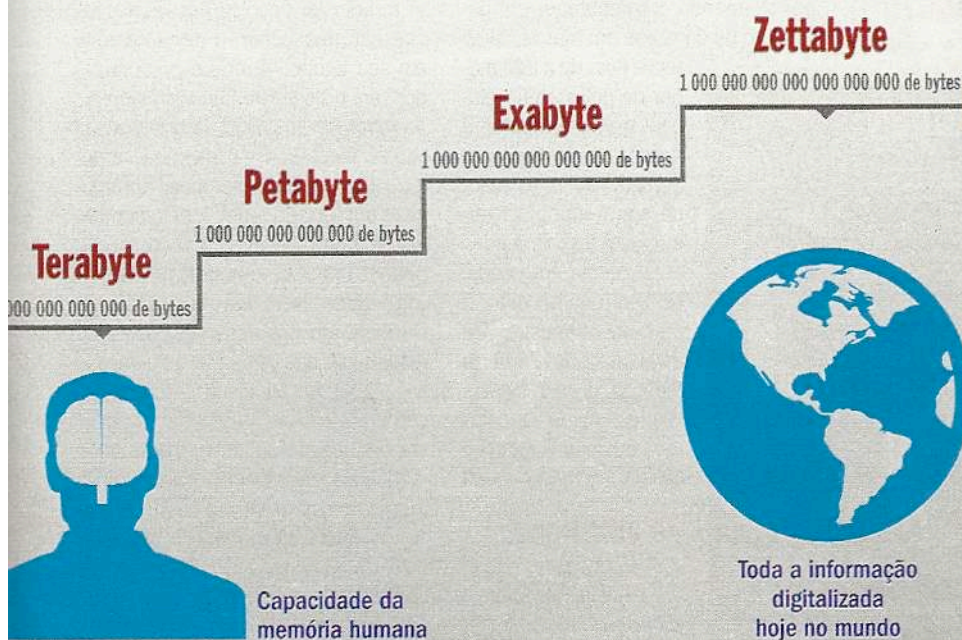 Zettabyte
1 000 000 000 000 000 000 000 de bytes
Exabyte
1 000 000 000 000 000 000 de bytes
Petabyte
1 000 000 000 000 000 de bytes
Terabyte
000 000 000 000 de bytes
Capacidade da
memória humana
Toda a informação
digitalizada
hoje no mundo